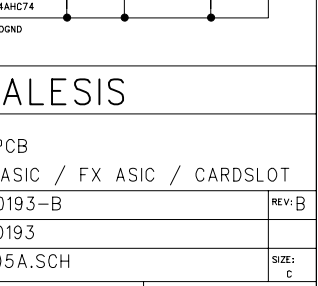 4AHC74
DGND
ALESIS
PCB
ASIC / FX ASIC / CARDSLOT
0193-B
REV: B
0193
05A.SCH
SIZE:
C